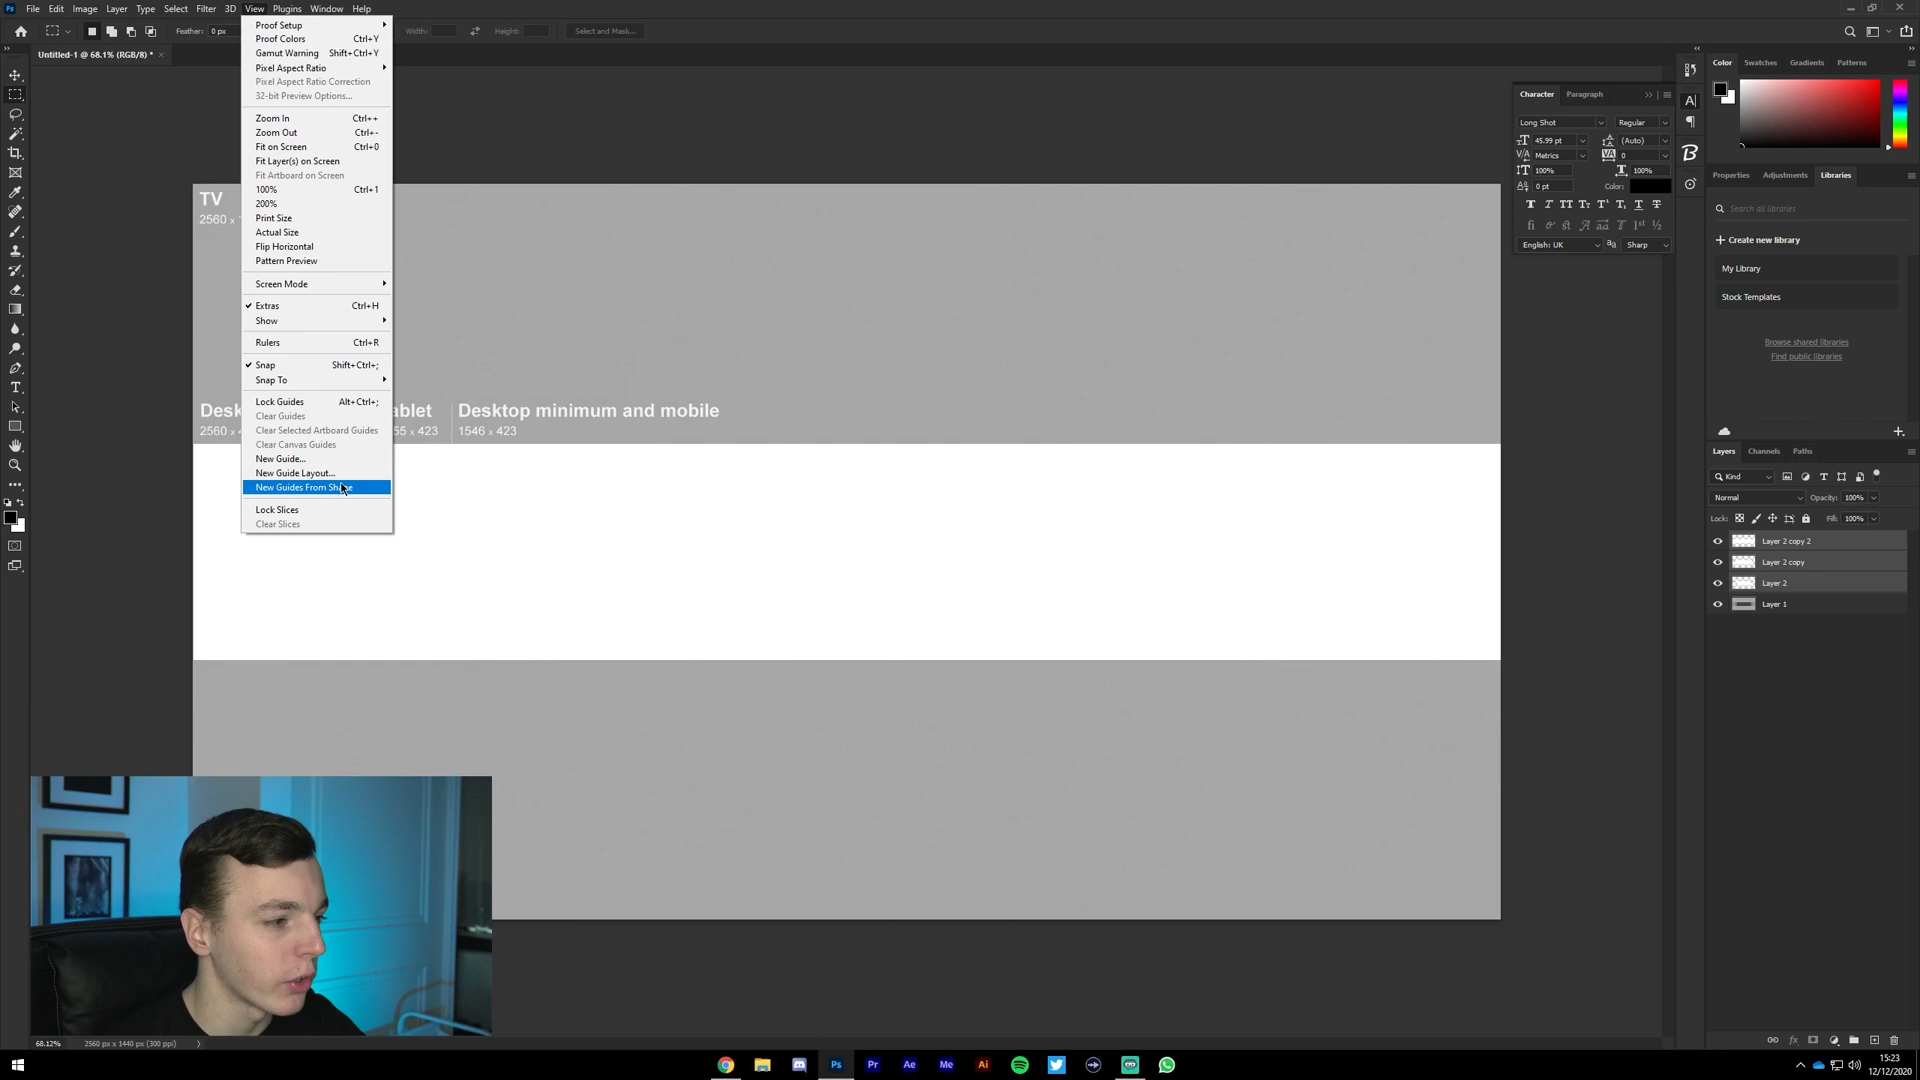 File Edit Image Layer Type Select Filter 3D View Plugins Window Help
Feather: 0 px Width: Height: Select and Mask...
Untitled-1 @ 68.1% (RGB/8) *
Proof Setup
Proof Colors Ctrl+Y
Gamut Warning Shift+Ctrl+Y
Pixel Aspect Ratio
Pixel Aspect Ratio Correction
32-bit Preview Options...
Zoom In Ctrl++
Zoom Out Ctrl+-
Fit on Screen Ctrl+0
Fit Layer(s) on Screen
Fit Artboard on Screen
100% Ctrl+1
200%
Print Size
Actual Size
Flip Horizontal
Pattern Preview
Screen Mode
Extras Ctrl+H
Show
Rulers Ctrl+R
Snap Shift+Ctrl+;
Snap To
Lock Guides Alt+Ctrl+;
Clear Guides
Clear Selected Artboard Guides
Clear Canvas Guides
New Guide...
New Guide Layout...
New Guides From Shape
Lock Slices
Clear Slices
TV
2560 x
Desktop minimum and mobile
1546 x 423
Character Paragraph
Long Shot Regular
45.99 pt (Auto)
Metrics 0
100% 100%
0 pt Color:
English: UK aa Sharp
Color Swatches Gradients Patterns
Properties Adjustments Libraries
Search all libraries
+ Create new library
My Library
Stock Templates
Browse shared libraries
Find public libraries
Layers Channels Paths
Kind
Normal Opacity: 100%
Lock: Fill: 100%
Layer 2 copy 2
Layer 2 copy
Layer 2
Layer 1
68.12% 2560 px x 1440 px (300 ppi)
Ps Pr Ae Me Ai
15:23
12/12/2020